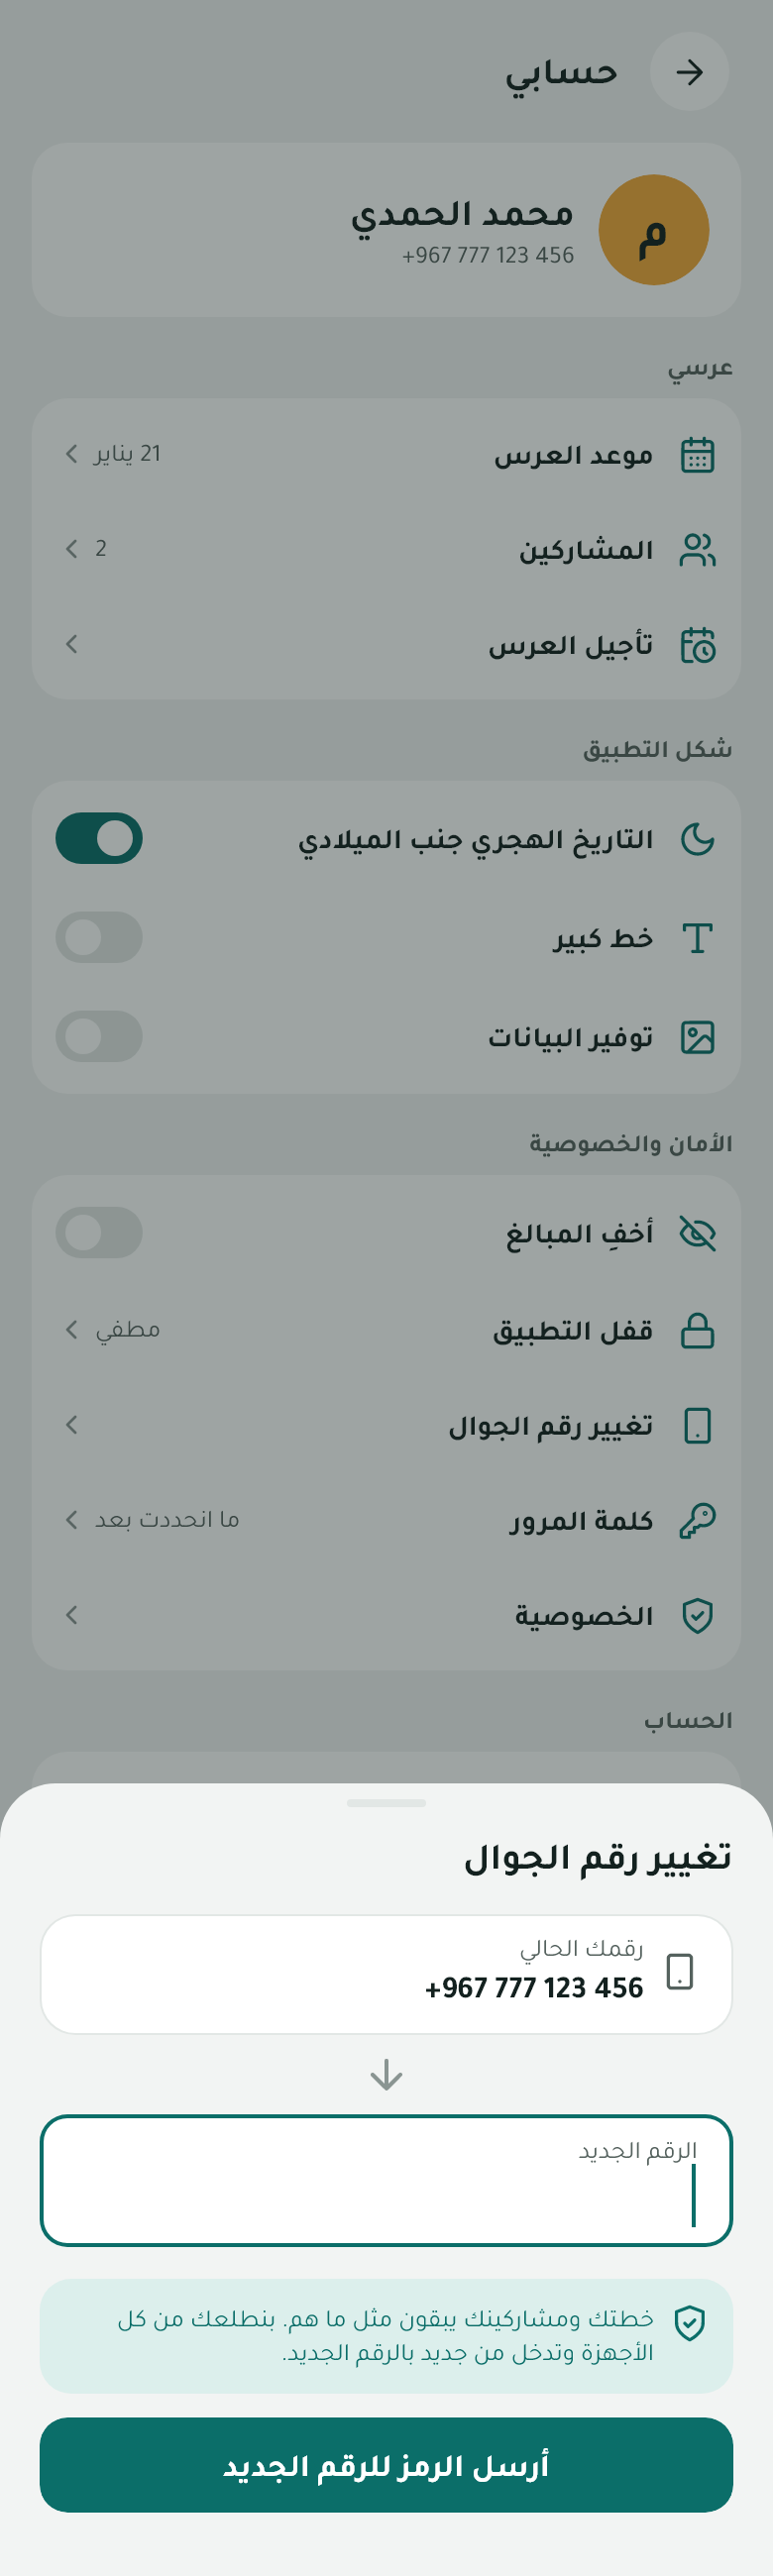 حسابي
م
محمد الحمدي
+967 777 123 456
عرسي
موعد العرس
21 يناير
المشاركين
2
تأجيل العرس
شكل التطبيق
التاريخ الهجري جنب الميلادي
خط كبير
توفير البيانات
الأمان والخصوصية
أخفِ المبالغ
قفل التطبيق
مطفي
تغيير رقم الجوال
كلمة المرور
ما انحددت بعد
الخصوصية
الحساب
تغيير رقم الجوال
رقمك الحالي
+967 777 123 456
الرقم الجديد
خطتك ومشاركينك يبقون مثل ما هم. بنطلعك من كل
الأجهزة وتدخل من جديد بالرقم الجديد.
أرسل الرمز للرقم الجديد